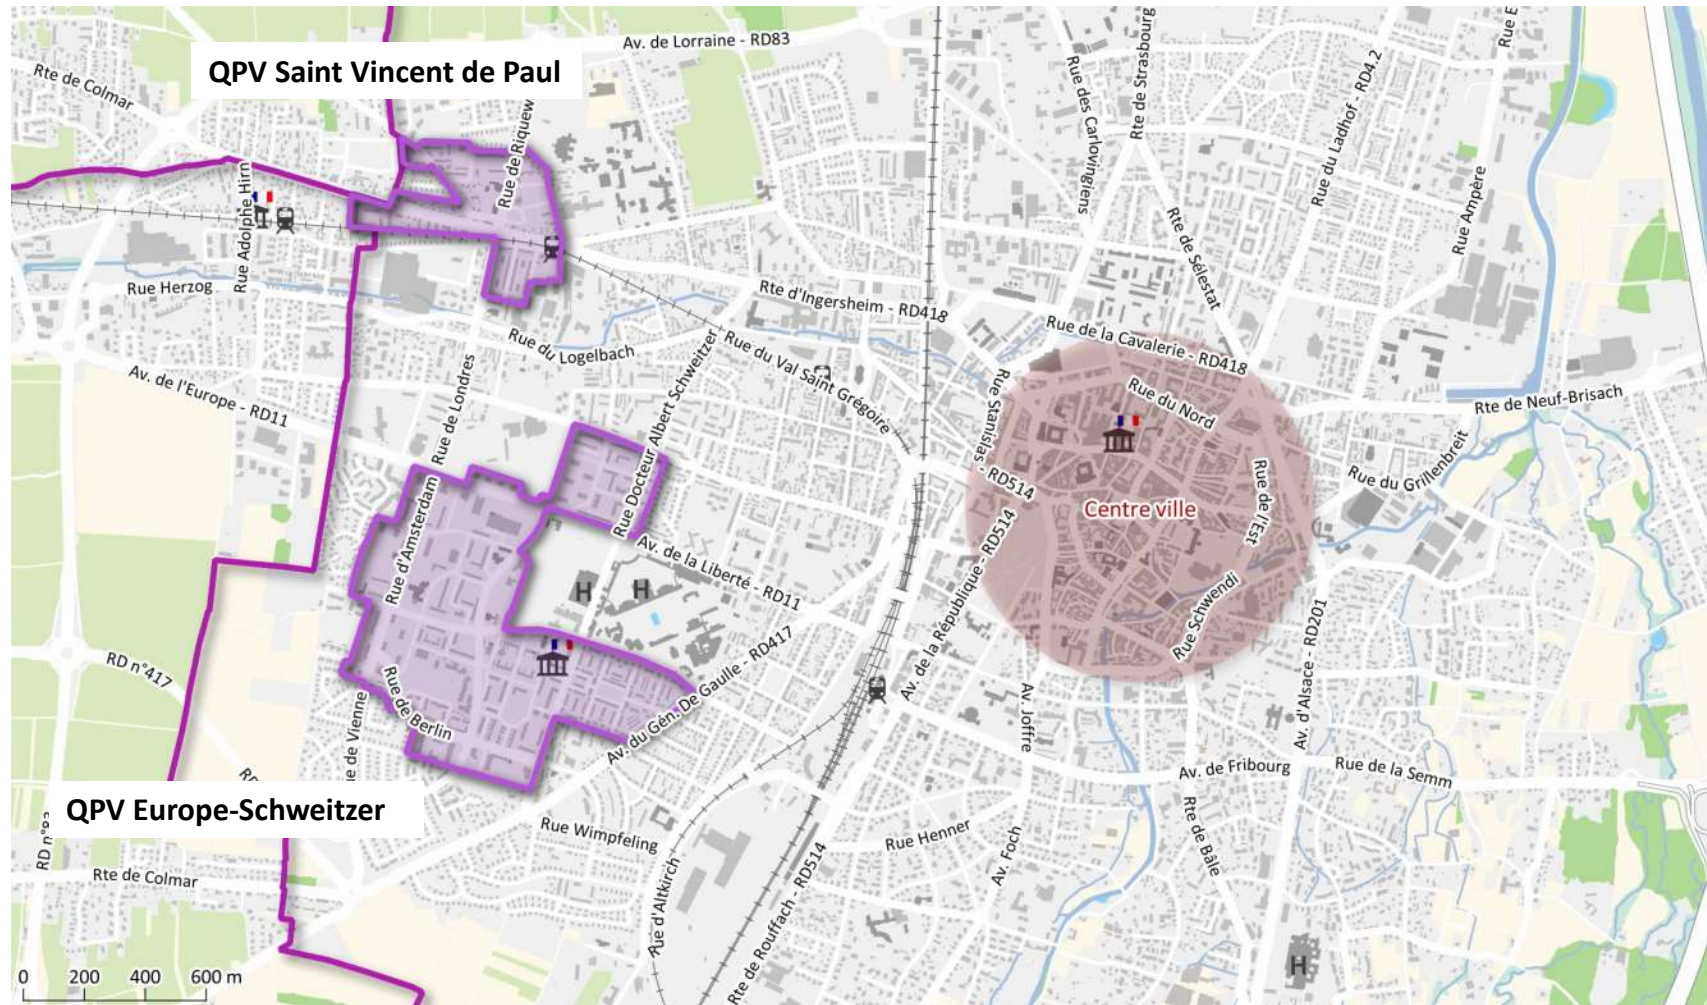 Av. de Lorraine - RD83
QPV Saint Vincent de Paul
Rte de Colmar
Rue de Riquew
Rue des Carlovingiens
Rte de Strasbourg
Rue du Ladhof - RD4.2
Rue E
Rue Ampère
Rue Adolphe Hirn
Rte de Sélestat
Rue Herzog
Rte d'Ingersheim - RD418
Rue du Logelbach
Rue du Val Saint Grégoire
Rue de la Cavalerie - RD418
Rue Stanislas - RD514
Rue du Nord
Rte de Neuf-Brisach
Av. de l'Europe - RD11
Rue de Londres
Rue Docteur Albert Schweitzer
Rue du Grillenbreit
Rue de l'Est
Centre ville
Rue d'Amsterdam
Av. de la Liberté - RD11
H
H
Av. de la République - RD514
Rue Schwendi
Av. d'Alsace - RD201
RD n°417
Rue de Berlin
Av. du Gén. De Gaulle - RD417
Av. Joffre
ue de Vienne
Av. de Fribourg
Rue de la Semm
QPV Europe-Schweitzer
Rue Wimpfeling
Rue Henner
Rte de Bâle
Av. Foch
Rte de Colmar
ue d'Altkirch
Rte de Rouffach - RD514
H
0 200 400 600 m